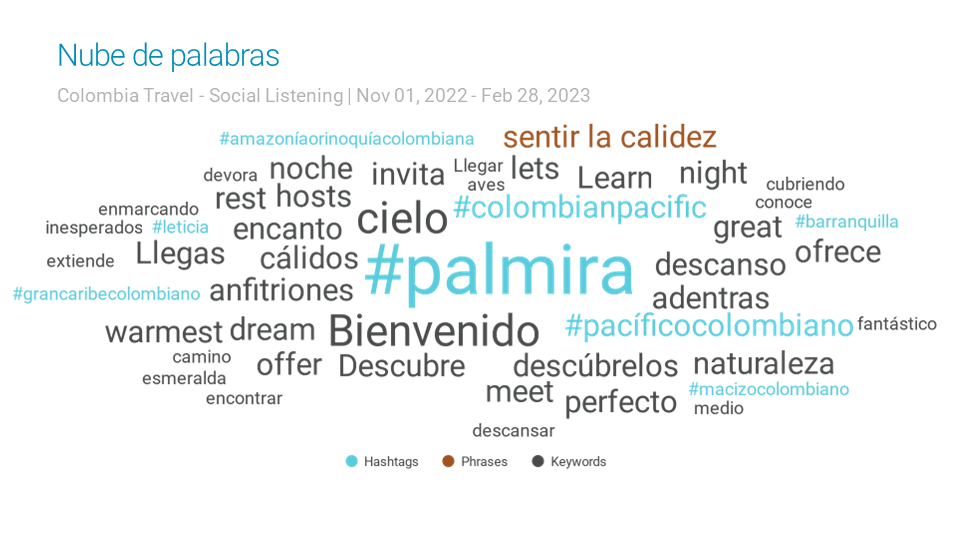 Nube de palabras
Colombia Travel - Social Listening | Nov 01, 2022 - Feb 28, 2023
#amazoníaorinoquíacolombiana sentir la calidez
devora noche invita Llegar lets Learn night
aves cubriendo
rest hosts conoce
enmarcando cielo #colombianpacific
inesperados #leticia encanto great #barranquilla
extiende Llegas cálidos descanso ofrece
#palmira
#grancaribecolombiano anfitriones adentras
warmest dream Bienvenido #pacíficocolombiano fantástico
camino offer Descubre descúbrelos naturaleza
esmeralda meet #macizocolombiano
encontrar perfecto medio
descansar
Hashtags Phrases Keywords